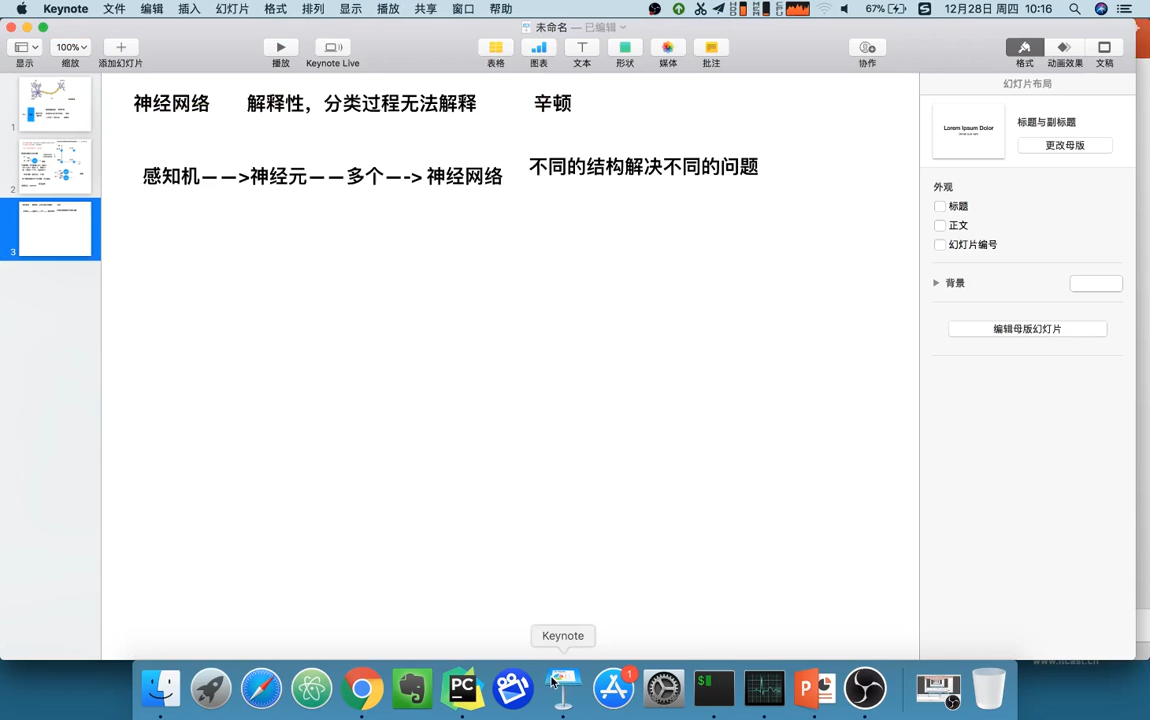 Keynote 文件 编辑 插入 幻灯片 格式 排列 显示 播放 共享 窗口 帮助 67% 12月28日 周四 10:16
未命名 — 已编辑
100%
显示 缩放 添加幻灯片 播放 Keynote Live 表格 图表 文本 形状 媒体 批注 协作 格式 动画效果 文稿
神经网络 解释性，分类过程无法解释 辛顿
感知机——>神经元——多个—-> 神经网络 不同的结构解决不同的问题
1
2
3
幻灯片布局
Lorem Ipsum Dolor
标题与副标题
更改母版
外观
标题
正文
幻灯片编号
背景
编辑母版幻灯片
Keynote
www.itcast.cn
PC
1
$
P